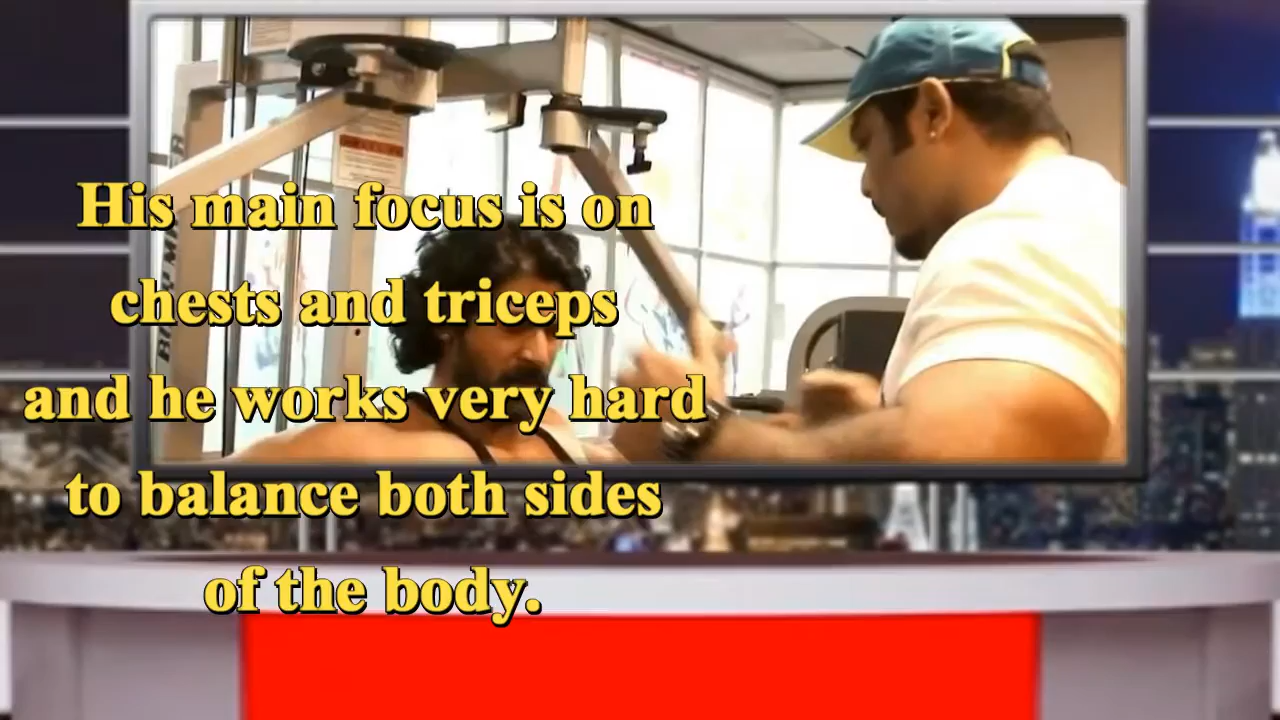 His main focus is on
chests and triceps
and he works very hard
to balance both sides
of the body.